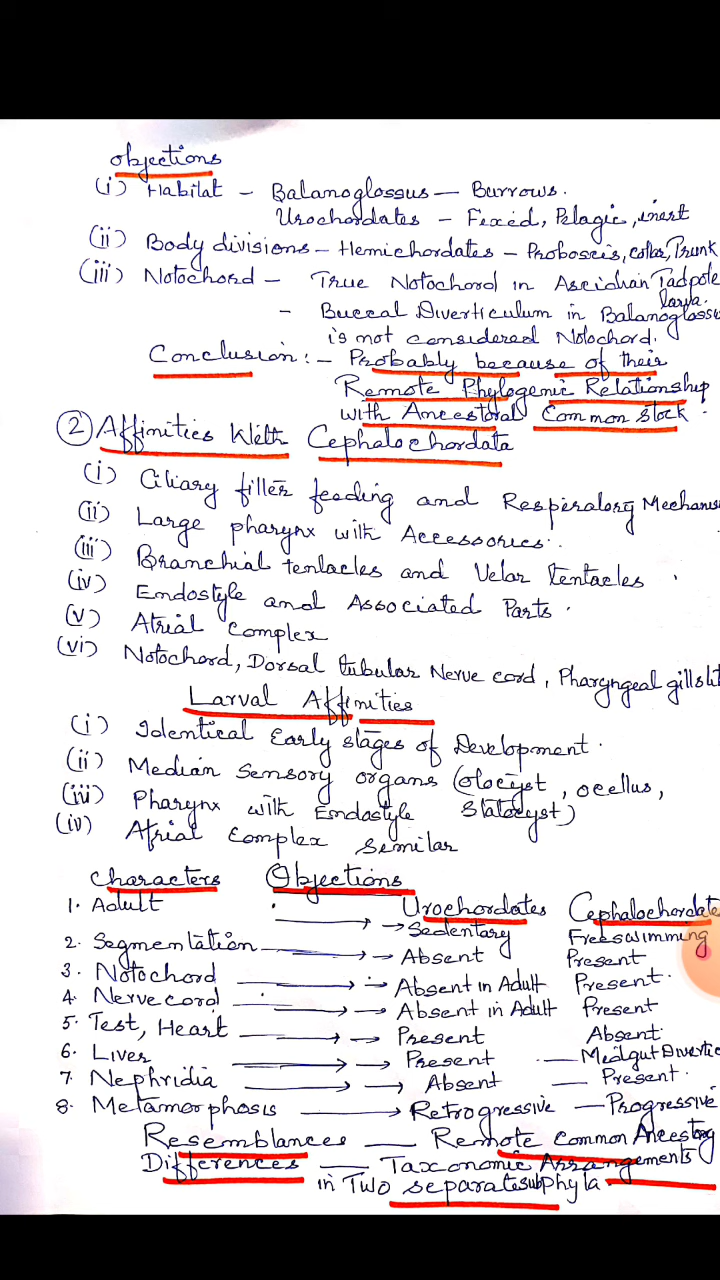 Objections
(i) Habitat - Balanoglossus - Burrows.
Urochordates - Fixed, Pelagic, inert
(ii) Body divisions - Hemichordates - Proboscis, Collar, Trunk
(iii) Notochord - True Notochord in Ascidian Tadpole
larva.
- Buccal Diverticulum in Balanoglossu
is not considered Notochord.
Conclusion :- Probably because of their
Remote Phylogenic Relationship
with Ancestoral Common stock.
② Affinities With Cephalochordata
(i) Ciliary filter feeding and Respiratory Mechanis
(ii) Large pharynx with Accessories.
(iii) Branchial tentacles and Velar tentacles.
(iv) Endostyle and Associated Parts.
(v) Atrial Complex
(vi) Notochord, Dorsal tubular Nerve cord, Pharyngeal gillslit
Larval Affinities
(i) Identical Early stages of Development.
(ii) Median Sensory organs (otocyst, ocellus,
Statocyst)
(iii) Pharynx with Endostyle
(iv) Atrial Complex Similar
Characters Objections
Urochordates Cephalochordate
1. Adult → Sedentary Freeswimming
2. Segmentation → Absent Present
3. Notochord → Absent in Adult Present.
4. Nerve cord → Absent in Adult Present
5. Test, Heart → Present Absent
6. Liver → Present - Midgut Divertic
7. Nephridia → Absent - Present.
8. Metamorphosis → Retrogressive - Progressive
Resemblances - Remote Common Ancestry
Differences - Taxonomic Arrangements
in Two separate subphyla.